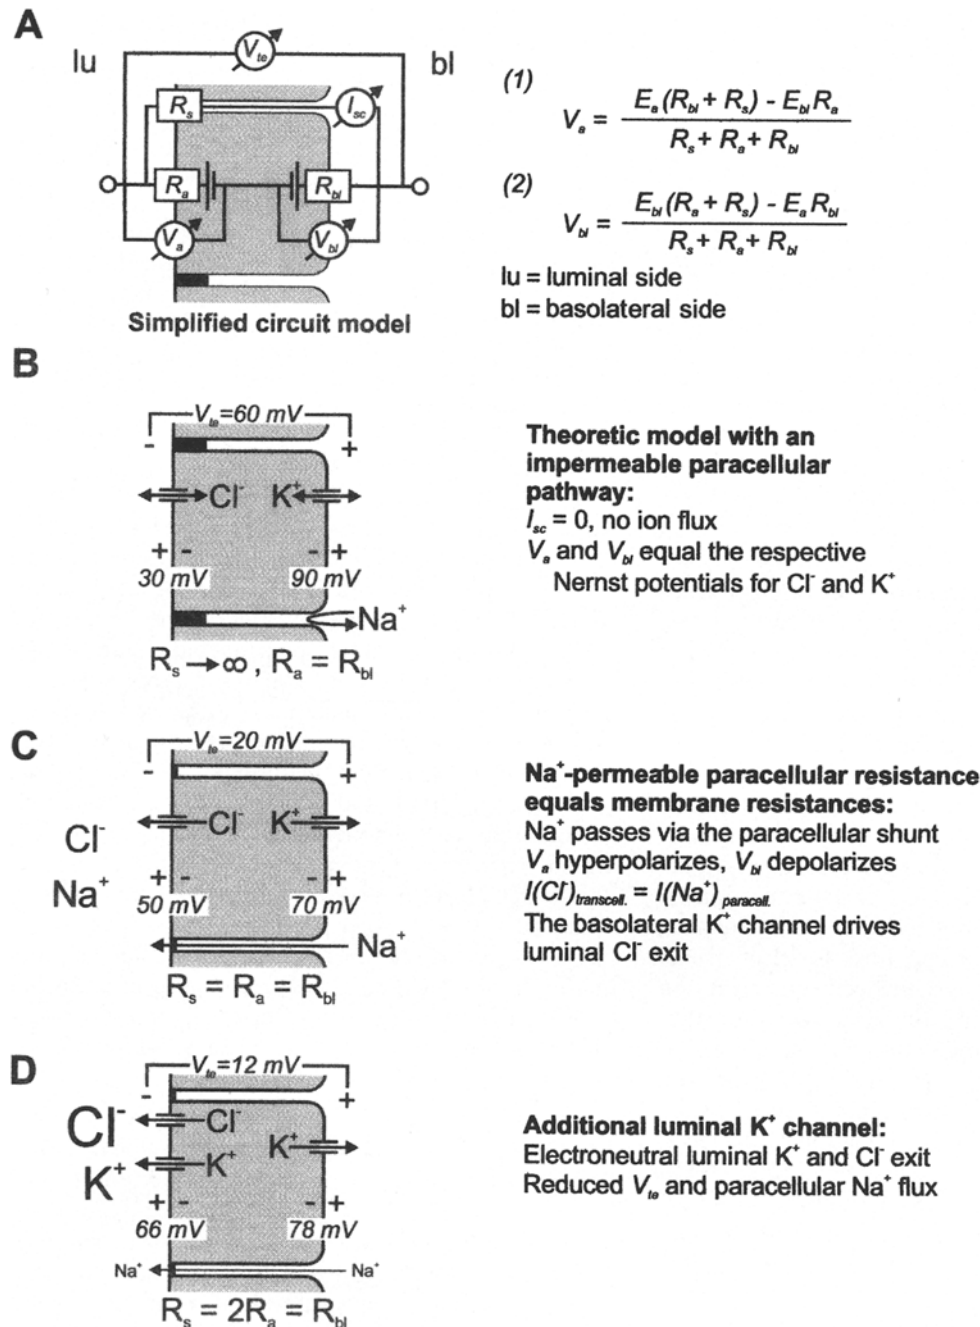 A
lu
V_te
bl
R_s
I_sc
R_a
R_bl
V_a
V_bl
Simplified circuit model
(1)
V_a = E_a (R_bl + R_s) - E_bl R_a / R_s + R_a + R_bl
(2)
V_bl = E_bl (R_a + R_s) - E_a R_bl / R_s + R_a + R_bl
lu = luminal side
bl = basolateral side
B
V_te=60 mV
- +
Cl⁻ K⁺
+ - - +
30 mV 90 mV
Na⁺
R_s → ∞ , R_a = R_bl
Theoretic model with an
impermeable paracellular
pathway:
I_sc = 0, no ion flux
V_a and V_bl equal the respective
Nernst potentials for Cl⁻ and K⁺
C
V_te=20 mV
- +
Cl⁻ K⁺
Cl⁻
Na⁺
+ - - +
50 mV 70 mV
Na⁺
R_s = R_a = R_bl
Na⁺-permeable paracellular resistance
equals membrane resistances:
Na⁺ passes via the paracellular shunt
V_a hyperpolarizes, V_bl depolarizes
I(Cl⁻)_transcell. = I(Na⁺)_paracell.
The basolateral K⁺ channel drives
luminal Cl⁻ exit
D
V_te=12 mV
- +
Cl⁻ Cl⁻
K⁺
K⁺ K⁺
+ - - +
66 mV 78 mV
Na⁺ Na⁺
R_s = 2R_a = R_bl
Additional luminal K⁺ channel:
Electroneutral luminal K⁺ and Cl⁻ exit
Reduced V_te and paracellular Na⁺ flux